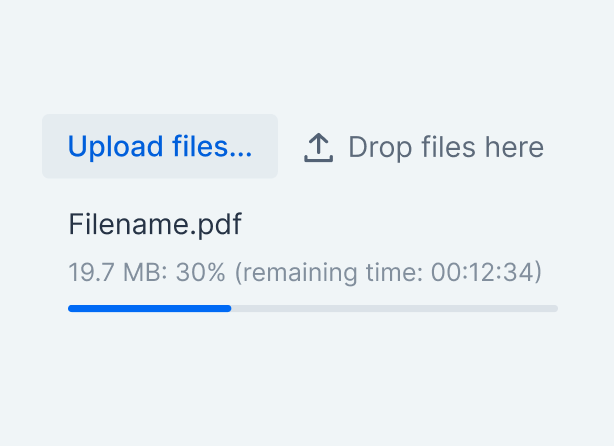 Upload files... Drop files here
Filename.pdf
19.7 MB: 30% (remaining time: 00:12:34)